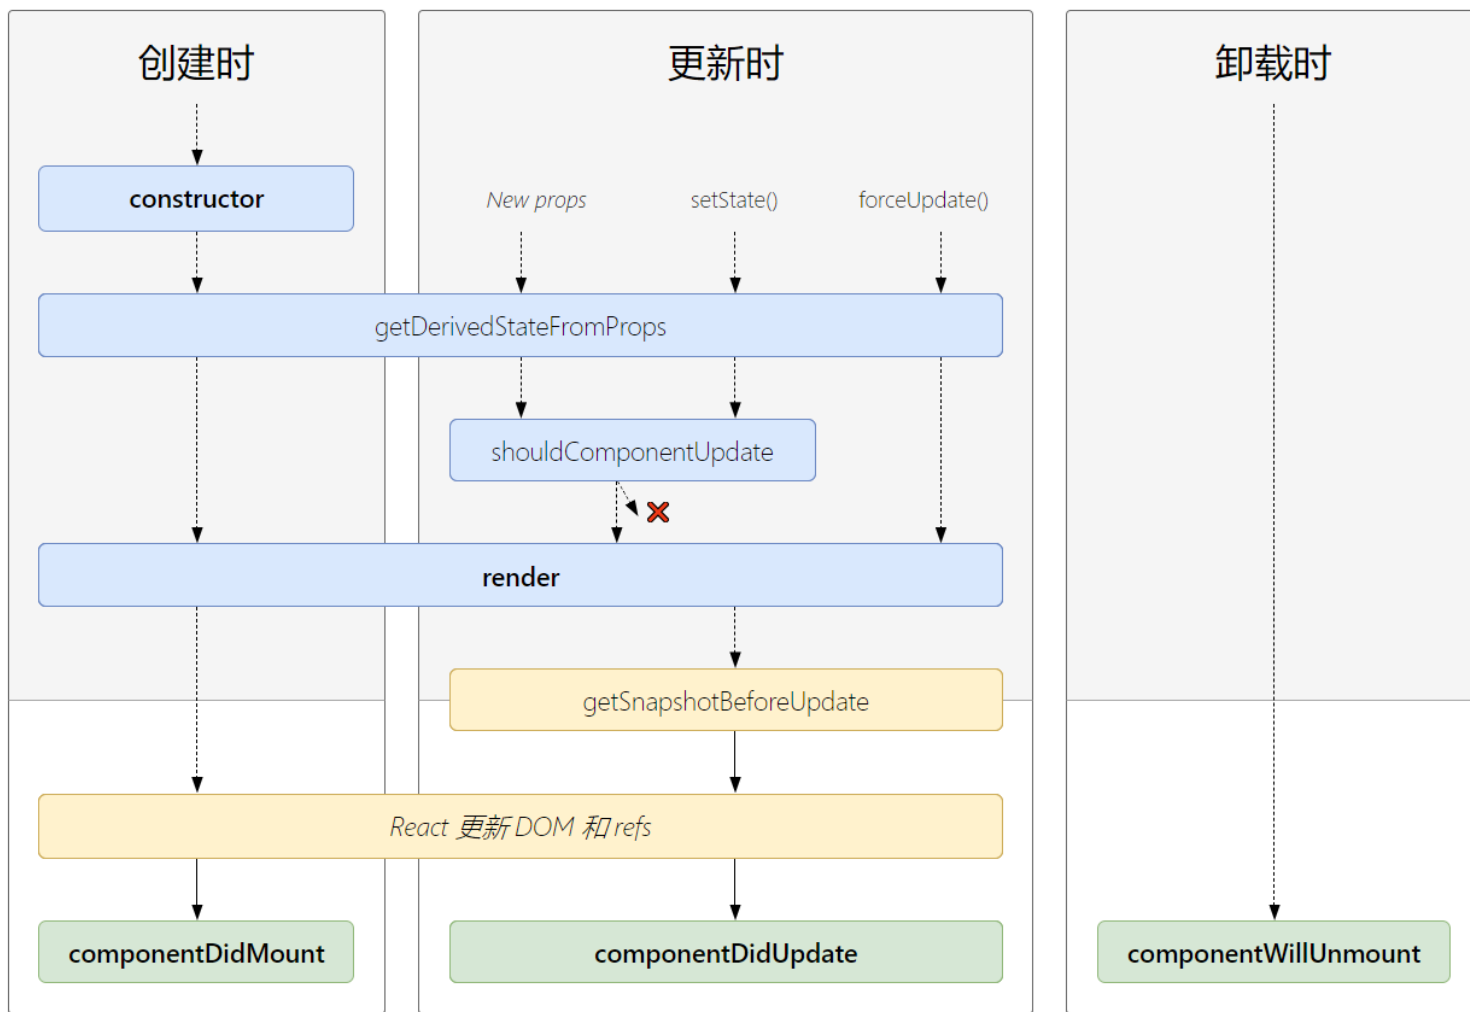 创建时
更新时
卸载时
constructor
New props
setState()
forceUpdate()
getDerivedStateFromProps
shouldComponentUpdate
render
getSnapshotBeforeUpdate
React 更新 DOM 和 refs
componentDidMount
componentDidUpdate
componentWillUnmount